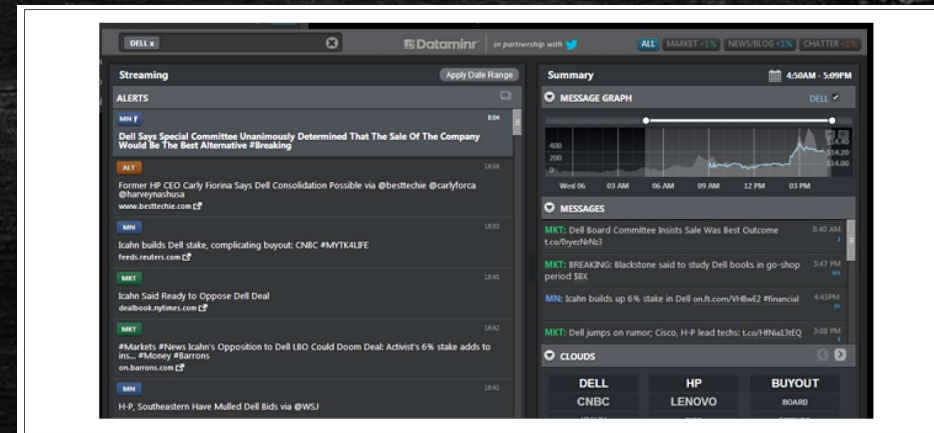 DELL x
Dataminr
in partnership with
ALL MARKET <1% NEWS/BLOG <1% CHATTER <1%
Streaming
Apply Date Range
ALERTS
MN f
8:04
Dell Says Special Committee Unanimously Determined That The Sale Of The Company
Would Be The Best Alternative #Breaking
ALT
Former HP CEO Carly Fiorina Says Dell Consolidation Possible via @besttechie @carlyforca
@harveynashusa
www.besttechie.com
MN
Icahn builds Dell stake, complicating buyout: CNBC #MYTK4LIFE
feeds.reuters.com
MKT
18:45
Icahn Said Ready to Oppose Dell Deal
dealbook.nytimes.com
MKT
18:42
#Markets #News Icahn's Opposition to Dell LBO Could Doom Deal: Activist's 6% stake adds to
ins... #Money #Barrons
on.barrons.com
MN
18:41
H-P, Southeastern Have Mulled Dell Bids via @WSJ
Summary
4:50AM - 5:09PM
MESSAGE GRAPH
DELL
400
200
0
$14.40
$14.20
$14.00
Wed 06 03 AM 06 AM 09 AM 12 PM 03 PM
MESSAGES
MKT: Dell Board Committee Insists Sale Was Best Outcome
8:40 AM
MKT: BREAKING: Blackstone said to study Dell books in go-shop
period $BX
3:47 PM
MN: Icahn builds up 6% stake in Dell on.ft.com/VHBwEZ #financial
4:43PM
MKT: Dell jumps on rumor; Cisco, H-P lead techs:
3:08 PM
CLOUDS
DELL HP BUYOUT
CNBC LENOVO BOARD